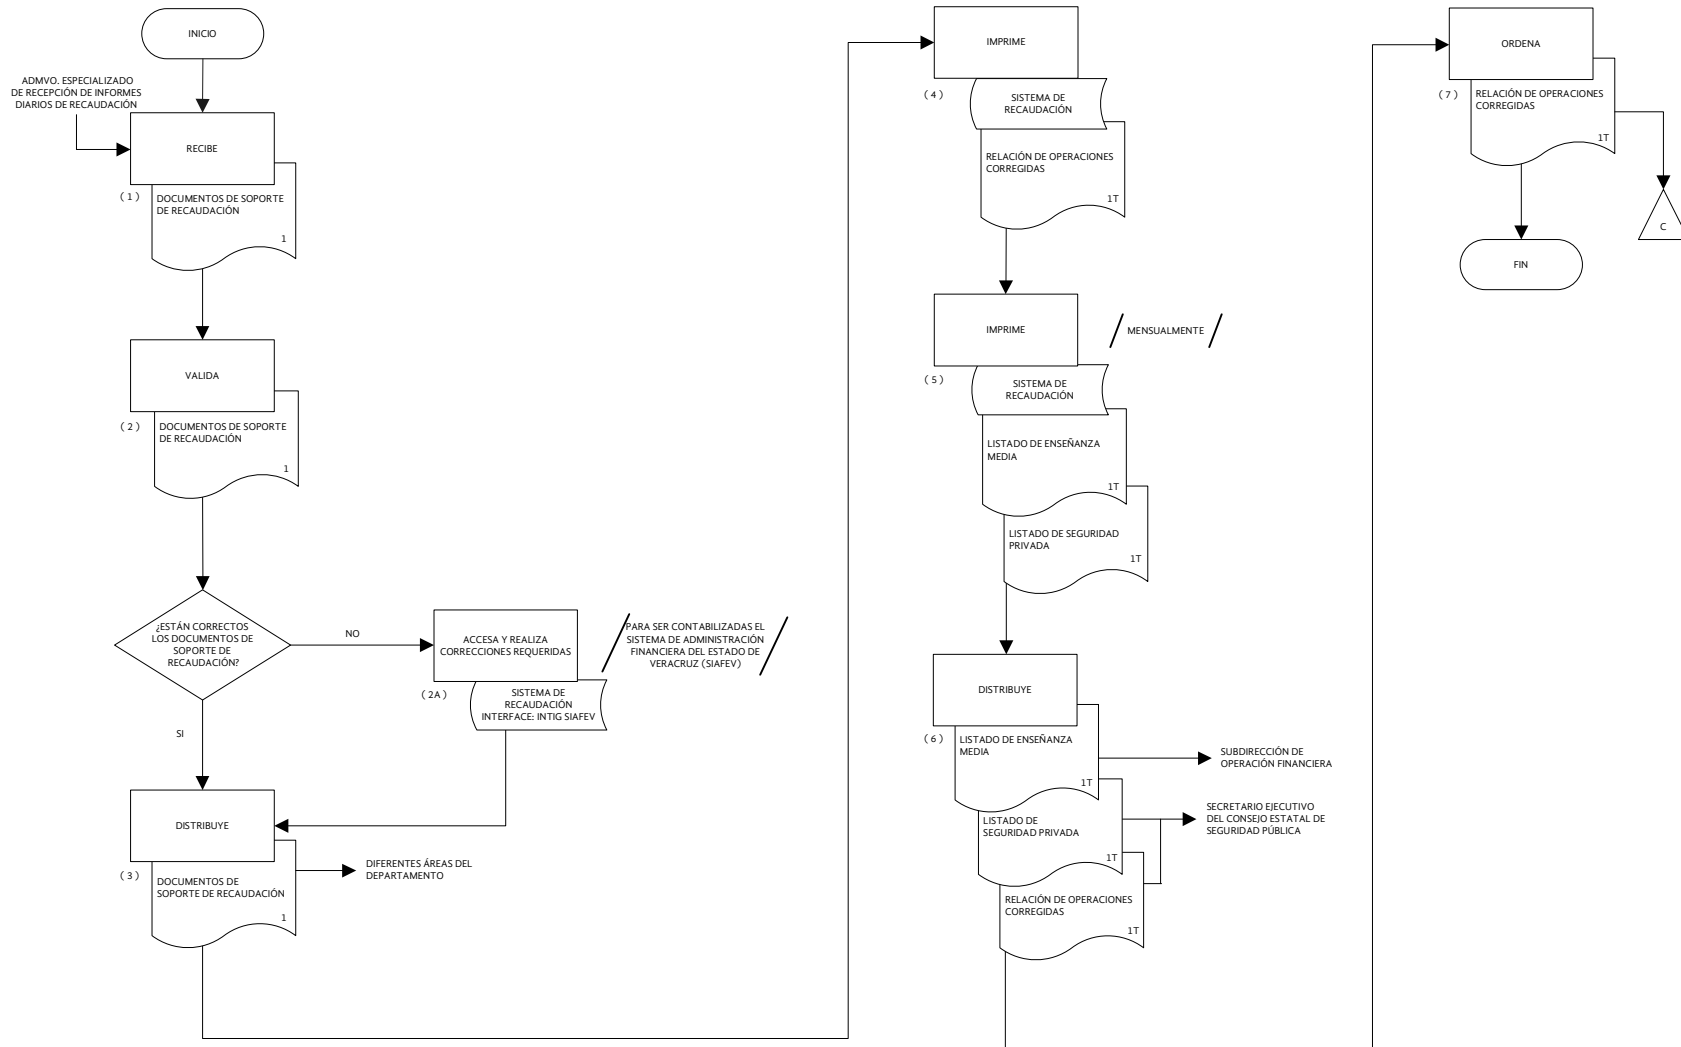 INICIO
ADMVO. ESPECIALIZADO
DE RECEPCIÓN DE INFORMES
DIARIOS DE RECAUDACIÓN
RECIBE
( 1 )
DOCUMENTOS DE SOPORTE
DE RECAUDACIÓN
1
VALIDA
( 2 )
DOCUMENTOS DE SOPORTE
DE RECAUDACIÓN
1
¿ESTÁN CORRECTOS
LOS DOCUMENTOS DE
SOPORTE DE
RECAUDACIÓN?
NO
SI
ACCESA Y REALIZA
CORRECCIONES REQUERIDAS
( 2A )
SISTEMA DE
RECAUDACIÓN
INTERFACE: INTIG SIAFEV
PARA SER CONTABILIZADAS EL
SISTEMA DE ADMINISTRACIÓN
FINANCIERA DEL ESTADO DE
VERACRUZ (SIAFEV)
DISTRIBUYE
( 3 )
DOCUMENTOS DE
SOPORTE DE RECAUDACIÓN
1
DIFERENTES ÁREAS DEL
DEPARTAMENTO
IMPRIME
( 4 )
SISTEMA DE
RECAUDACIÓN
RELACIÓN DE OPERACIONES
CORREGIDAS
1T
IMPRIME
MENSUALMENTE
( 5 )
SISTEMA DE
RECAUDACIÓN
LISTADO DE ENSEÑANZA
MEDIA
1T
LISTADO DE SEGURIDAD
PRIVADA
1T
DISTRIBUYE
( 6 )
LISTADO DE ENSEÑANZA
MEDIA
1T
SUBDIRECCIÓN DE
OPERACIÓN FINANCIERA
LISTADO DE
SEGURIDAD PRIVADA
1T
SECRETARIO EJECUTIVO
DEL CONSEJO ESTATAL DE
SEGURIDAD PÚBLICA
RELACIÓN DE OPERACIONES
CORREGIDAS
1T
ORDENA
( 7 )
RELACIÓN DE OPERACIONES
CORREGIDAS
1T
C
FIN